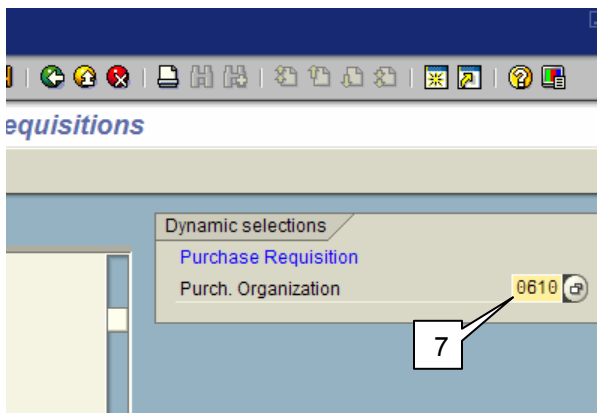 equisitions
Dynamic selections
Purchase Requisition
Purch. Organization 0610
7